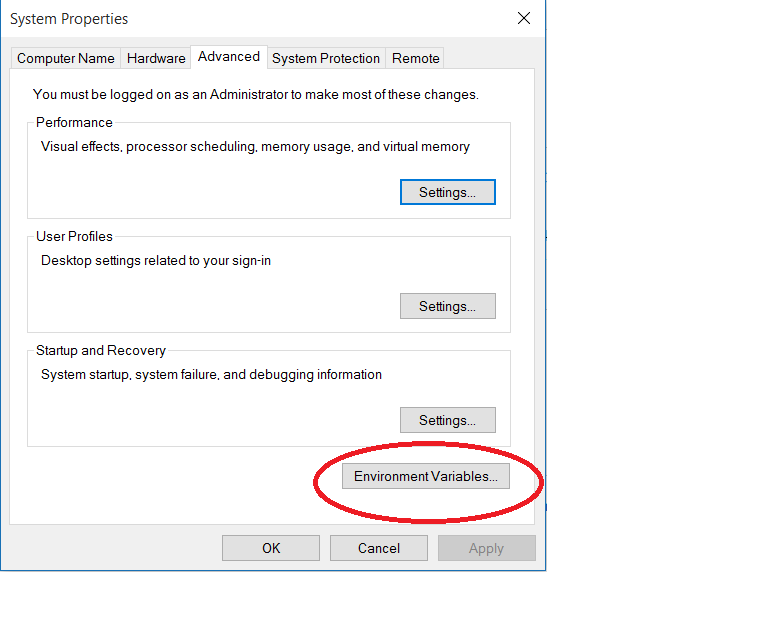 System Properties
Computer Name Hardware Advanced System Protection Remote
You must be logged on as an Administrator to make most of these changes.
Performance
Visual effects, processor scheduling, memory usage, and virtual memory
Settings...
User Profiles
Desktop settings related to your sign-in
Settings...
Startup and Recovery
System startup, system failure, and debugging information
Settings...
Environment Variables...
OK Cancel Apply